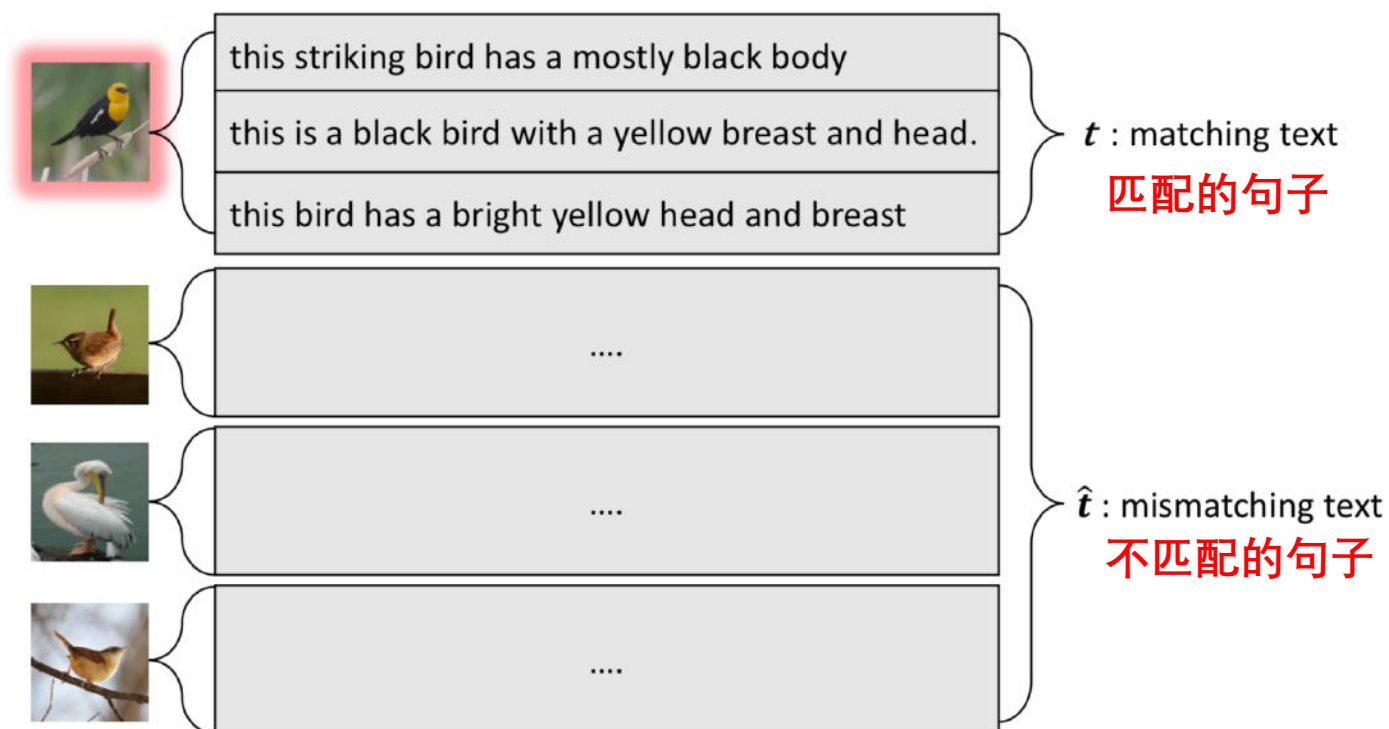 this striking bird has a mostly black body
this is a black bird with a yellow breast and head.
this bird has a bright yellow head and breast
t : matching text
匹配的句子
....
....
t̂ : mismatching text
不匹配的句子
....